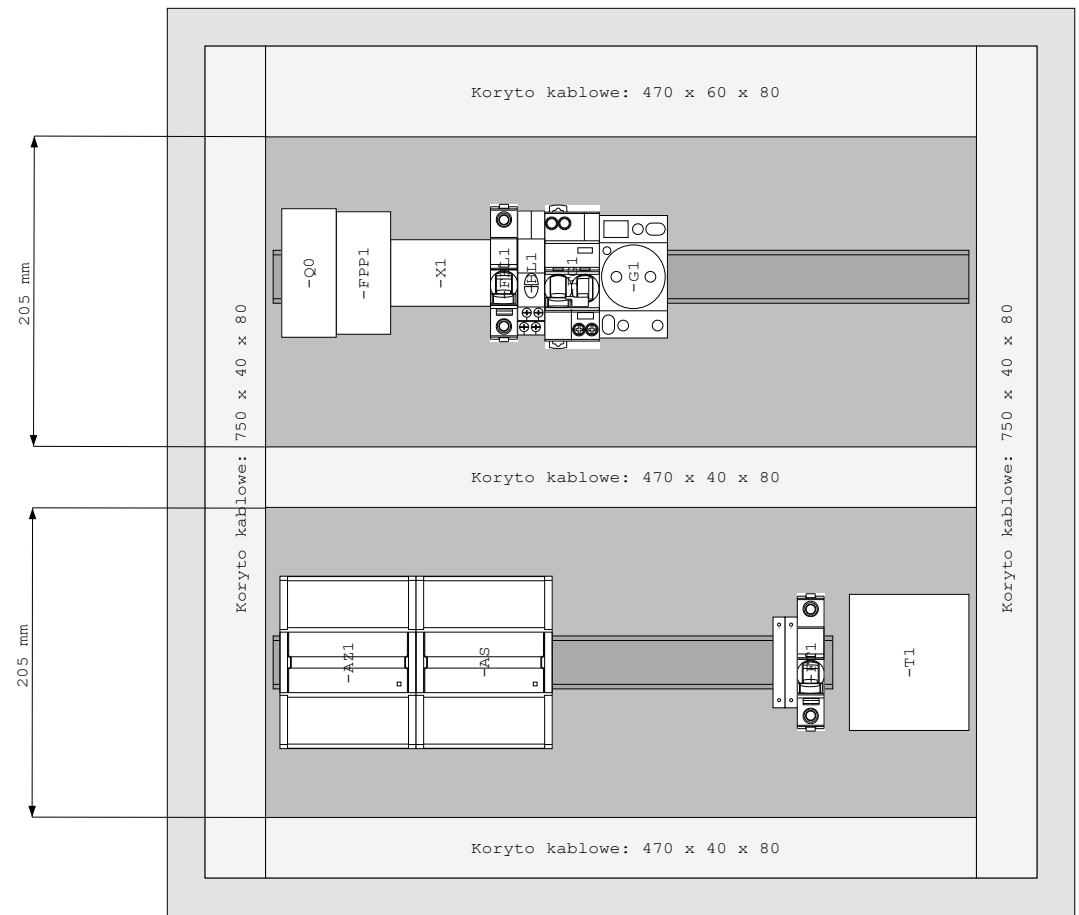 Koryto kablowe: 470 x 60 x 80
205 mm
-Q0
-FPP1
-X1
-G1
Koryto kablowe: 750 x 40 x 80
Koryto kablowe: 750 x 40 x 80
Koryto kablowe: 470 x 40 x 80
205 mm
-AZ1
-AS
-T1
Koryto kablowe: 470 x 40 x 80